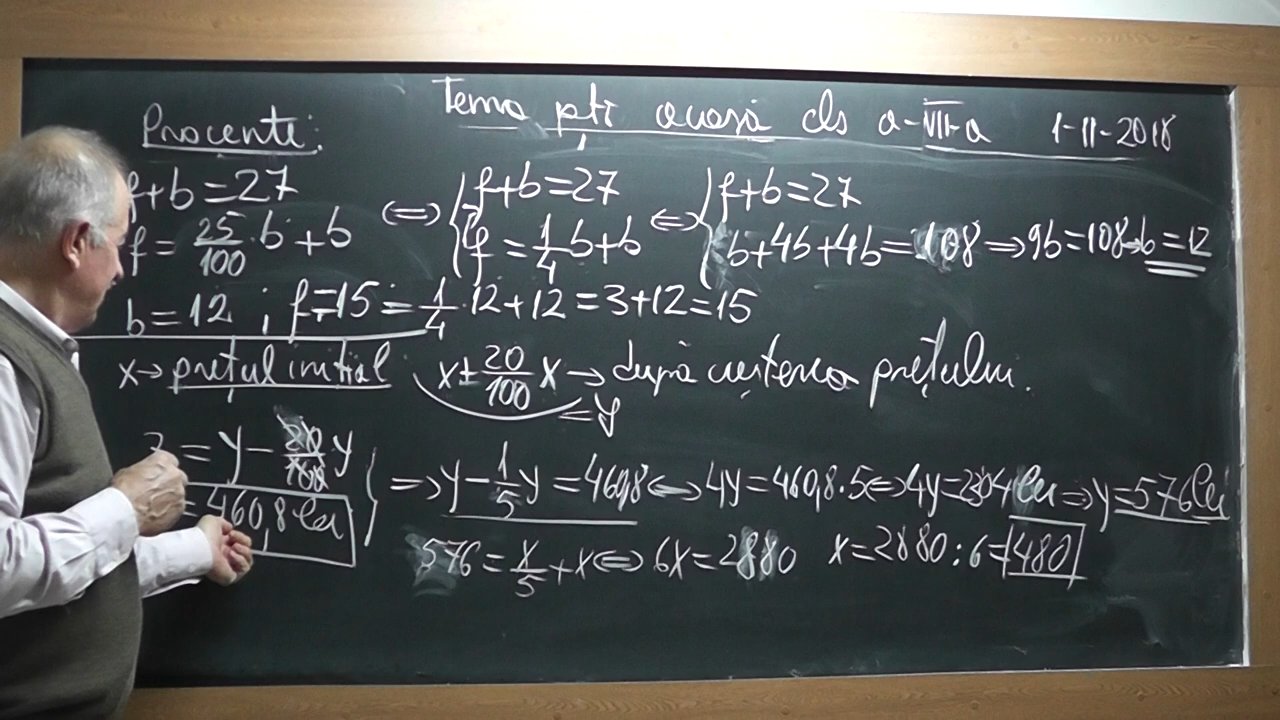 Tema ptr acasă cls a-VII-a 1-11-2018
Procente:
f+b=27 ⇔ { f+b=27 ⇔ { f+b=27
f=25/100·b+b f=1/4b+b b+4b+4b=108 ⇒ 9b=108 ⇒ b=12
b=12 ; f=15 = 1/4·12+12=3+12=15
x→ prețul inițial x+20/100x → după creșterea prețului.
=y
z=y-20/100y } ⇒ y-1/5y=460,8 ⇔ 4y=460,8·5 ⇔ 4y=2304 lei ⇒ y=576 lei
=460,8 lei
576=x/5+x ⇔ 6x=2880 x=2880:6=480